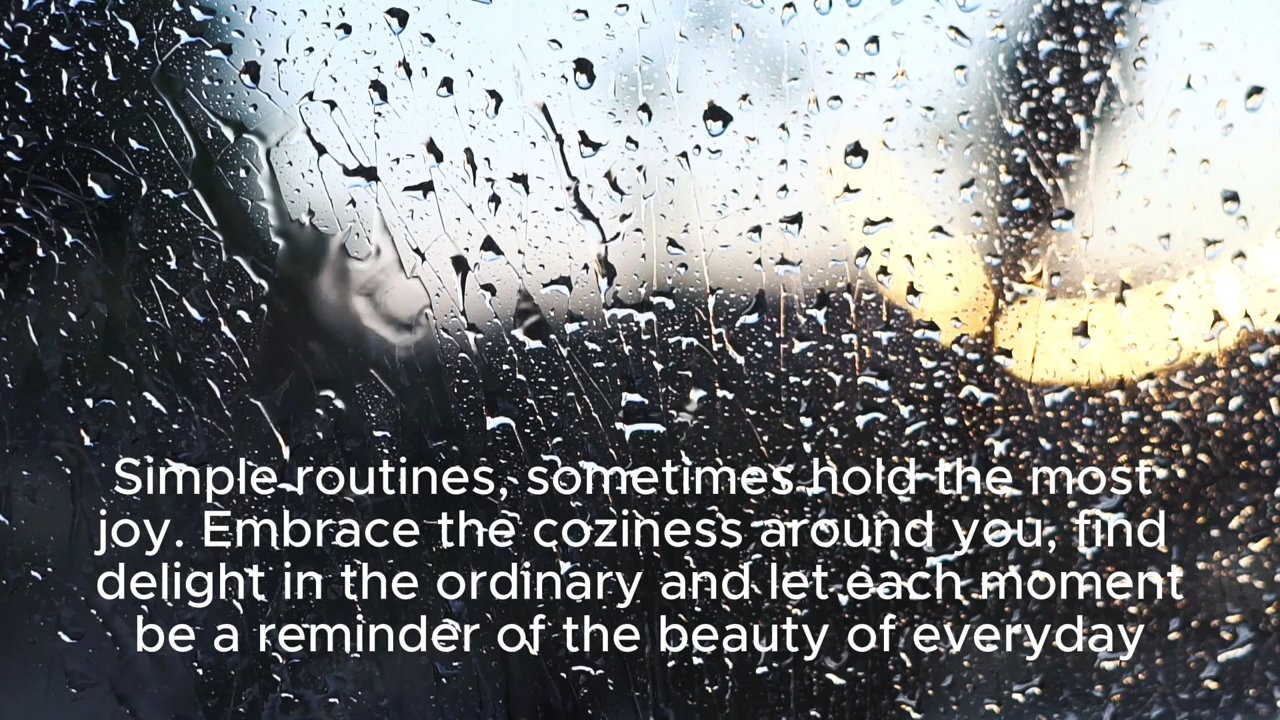 Simple routines, sometimes hold the most
joy. Embrace the coziness around you, find
delight in the ordinary and let each moment
be a reminder of the beauty of everyday